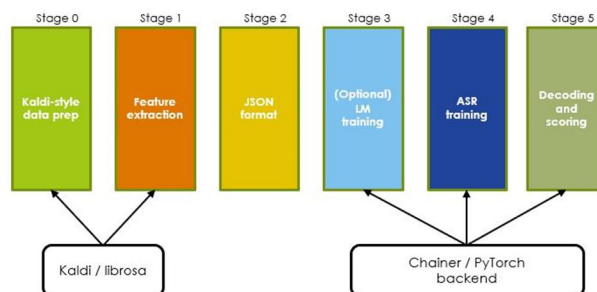 Stage 0 Stage 1 Stage 2 Stage 3 Stage 4 Stage 5
Kaldi-style
data prep
Feature
extraction
JSON
format
(Optional)
LM
training
ASR
training
Decoding
and
scoring
Kaldi / librosa
Chainer / PyTorch
backend